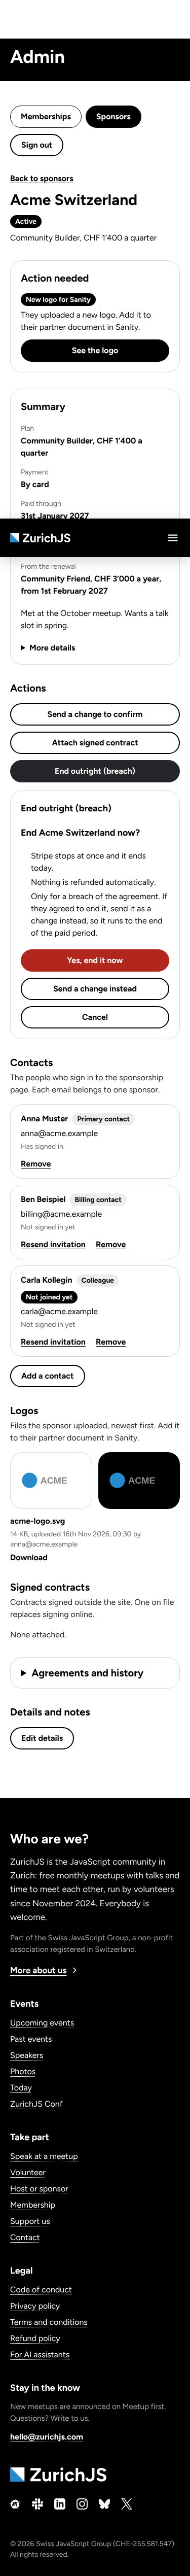 Admin
Memberships
Sponsors
Sign out
Back to sponsors
Acme Switzerland
Active
Community Builder, CHF 1'400 a quarter
Action needed
New logo for Sanity
They uploaded a new logo. Add it to
their partner document in Sanity.
See the logo
Summary
Plan
Community Builder, CHF 1'400 a
quarter
Payment
By card
Paid through
31st January 2027
ZurichJS
From the renewal
Community Friend, CHF 3'000 a year,
from 1st February 2027
Met at the October meetup. Wants a talk
slot in spring.
More details
Actions
Send a change to confirm
Attach signed contract
End outright (breach)
End outright (breach)
End Acme Switzerland now?
Stripe stops at once and it ends
today.
Nothing is refunded automatically.
Only for a breach of the agreement. If
they agreed to end it, send it as a
change instead, so it runs to the end
of the paid period.
Yes, end it now
Send a change instead
Cancel
Contacts
The people who sign in to the sponsorship
page. Each email belongs to one sponsor.
Anna Muster Primary contact
anna@acme.example
Has signed in
Remove
Ben Beispiel Billing contact
billing@acme.example
Not signed in yet
Resend invitation Remove
Carla Kollegin Colleague
Not joined yet
carla@acme.example
Not signed in yet
Resend invitation Remove
Add a contact
Logos
Files the sponsor uploaded, newest first. Add it
to their partner document in Sanity.
ACME
ACME
acme-logo.svg
14 KB, uploaded 16th Nov 2026, 09:30 by
anna@acme.example
Download
Signed contracts
Contracts signed outside the site. One on file
replaces signing online.
None attached.
Agreements and history
Details and notes
Edit details
Who are we?
ZurichJS is the JavaScript community in
Zurich: free monthly meetups with talks and
time to meet each other, run by volunteers
since November 2024. Everybody is
welcome.
Part of the Swiss JavaScript Group, a non-profit
association registered in Switzerland.
More about us
Events
Upcoming events
Past events
Speakers
Photos
Today
ZurichJS Conf
Take part
Speak at a meetup
Volunteer
Host or sponsor
Membership
Support us
Contact
Legal
Code of conduct
Privacy policy
Terms and conditions
Refund policy
For AI assistants
Stay in the know
New meetups are announced on Meetup first.
Questions? Write to us.
hello@zurichjs.com
ZurichJS
© 2026 Swiss JavaScript Group (CHE-255.581.547).
All rights reserved.